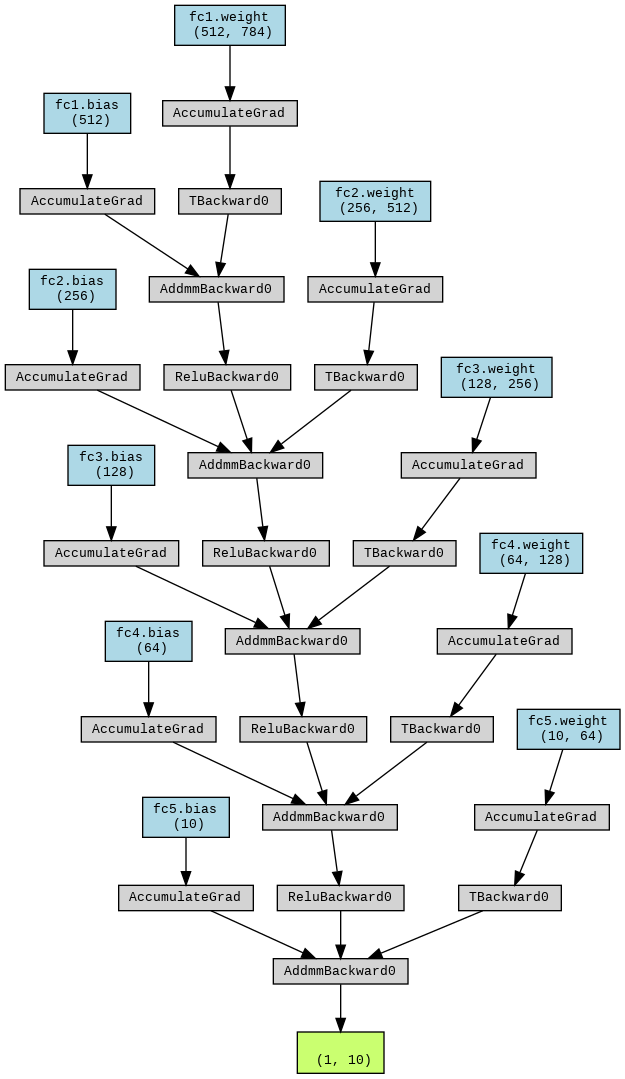 fc1.weight
(512, 784)
fc1.bias
(512)
AccumulateGrad
AccumulateGrad
TBackward0
fc2.weight
(256, 512)
fc2.bias
(256)
AddmmBackward0
AccumulateGrad
AccumulateGrad
ReluBackward0
TBackward0
fc3.weight
(128, 256)
fc3.bias
(128)
AddmmBackward0
AccumulateGrad
AccumulateGrad
ReluBackward0
TBackward0
fc4.weight
(64, 128)
fc4.bias
(64)
AddmmBackward0
AccumulateGrad
AccumulateGrad
ReluBackward0
TBackward0
fc5.weight
(10, 64)
fc5.bias
(10)
AddmmBackward0
AccumulateGrad
AccumulateGrad
ReluBackward0
TBackward0
AddmmBackward0
(1, 10)